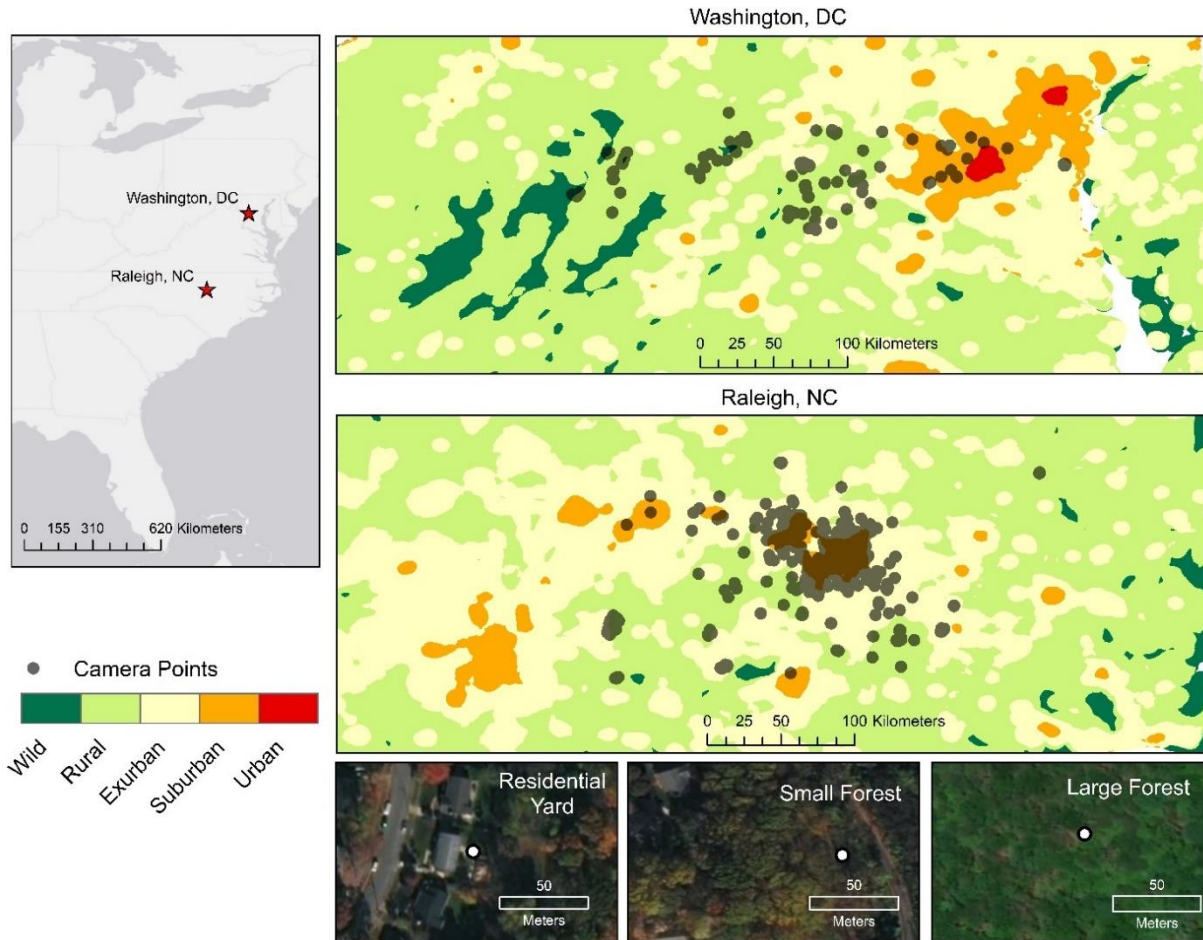 Washington, DC
Washington, DC
Raleigh, NC
0 155 310 620 Kilometers
0 25 50 100 Kilometers
Raleigh, NC
0 25 50 100 Kilometers
Camera Points
Wild
Rural
Exurban
Suburban
Urban
Residential
Yard
50
Meters
Small Forest
50
Meters
Large Forest
50
Meters